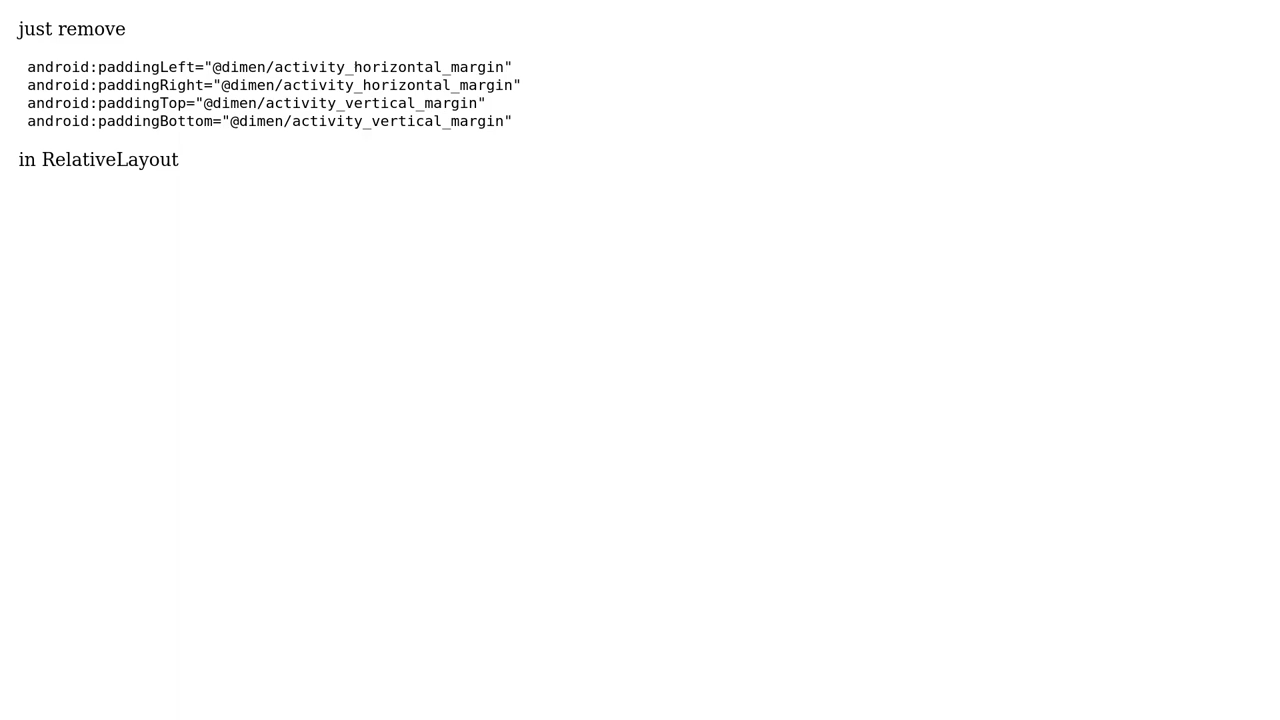 just remove
android:paddingLeft="@dimen/activity_horizontal_margin"
android:paddingRight="@dimen/activity_horizontal_margin"
android:paddingTop="@dimen/activity_vertical_margin"
android:paddingBottom="@dimen/activity_vertical_margin"
in RelativeLayout